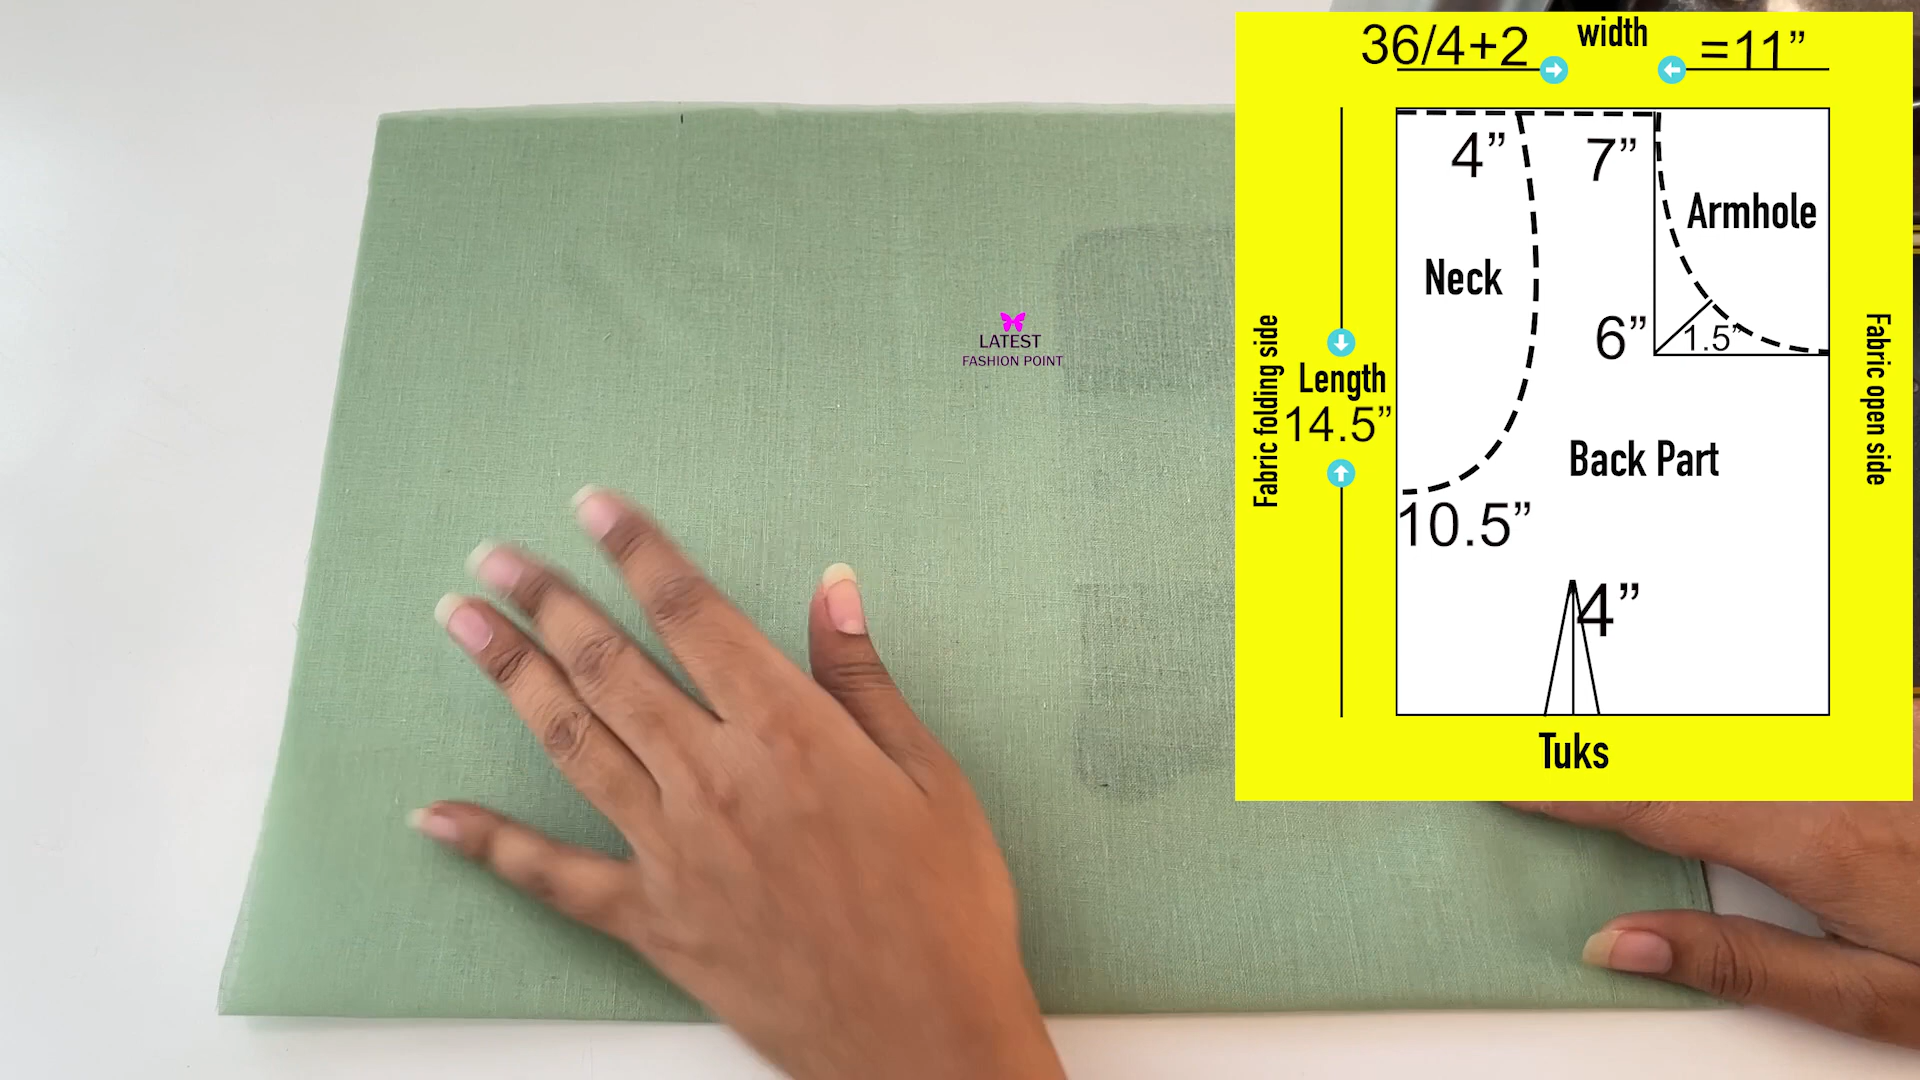 36/4+2
width
=11”
4”
7”
Armhole
Neck
6”
1.5”
Fabric folding side
Length
14.5”
Fabric open side
Back Part
10.5”
4”
Tuks
LATEST
FASHION POINT